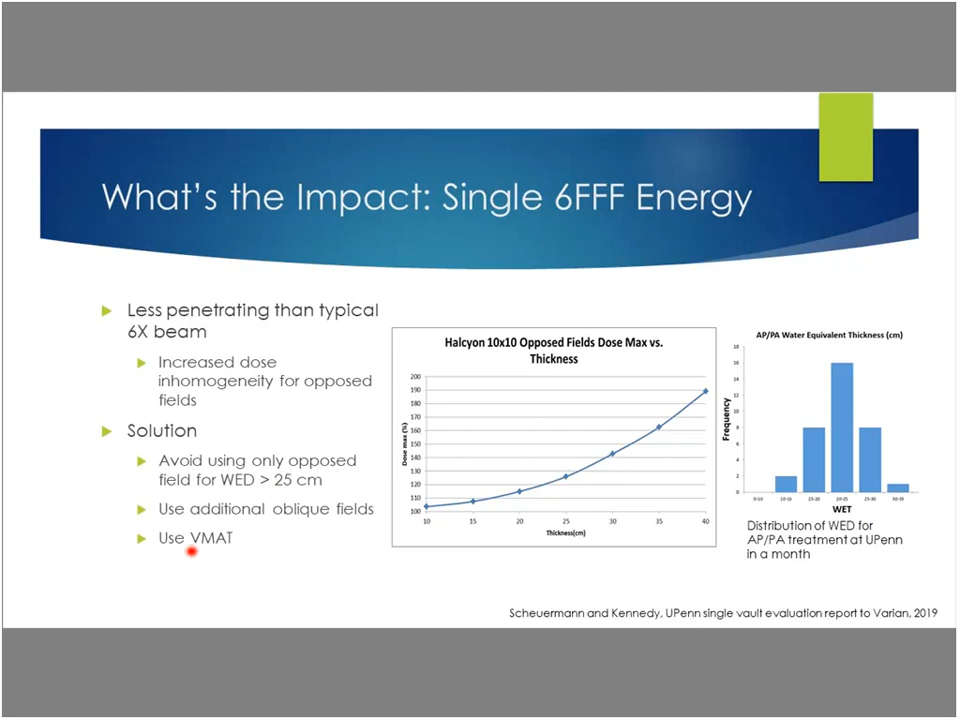 What's the Impact: Single 6FFF Energy
Less penetrating than typical
6X beam
Increased dose
inhomogeneity for opposed
fields
Solution
Avoid using only opposed
field for WED > 25 cm
Use additional oblique fields
Use VMAT
Halcyon 10x10 Opposed Fields Dose Max vs.
Thickness
Dose max (%)
200
190
180
170
160
150
140
130
120
110
100
10 15 20 25 30 35 40
Thickness(cm)
AP/PA Water Equivalent Thickness (cm)
Frequency
18
16
14
12
10
8
6
4
2
0
0-10 10-15 15-20 20-25 25-30 30-35
WET
Distribution of WED for
AP/PA treatment at UPenn
in a month
Scheuermann and Kennedy, UPenn single vault evaluation report to Varian, 2019